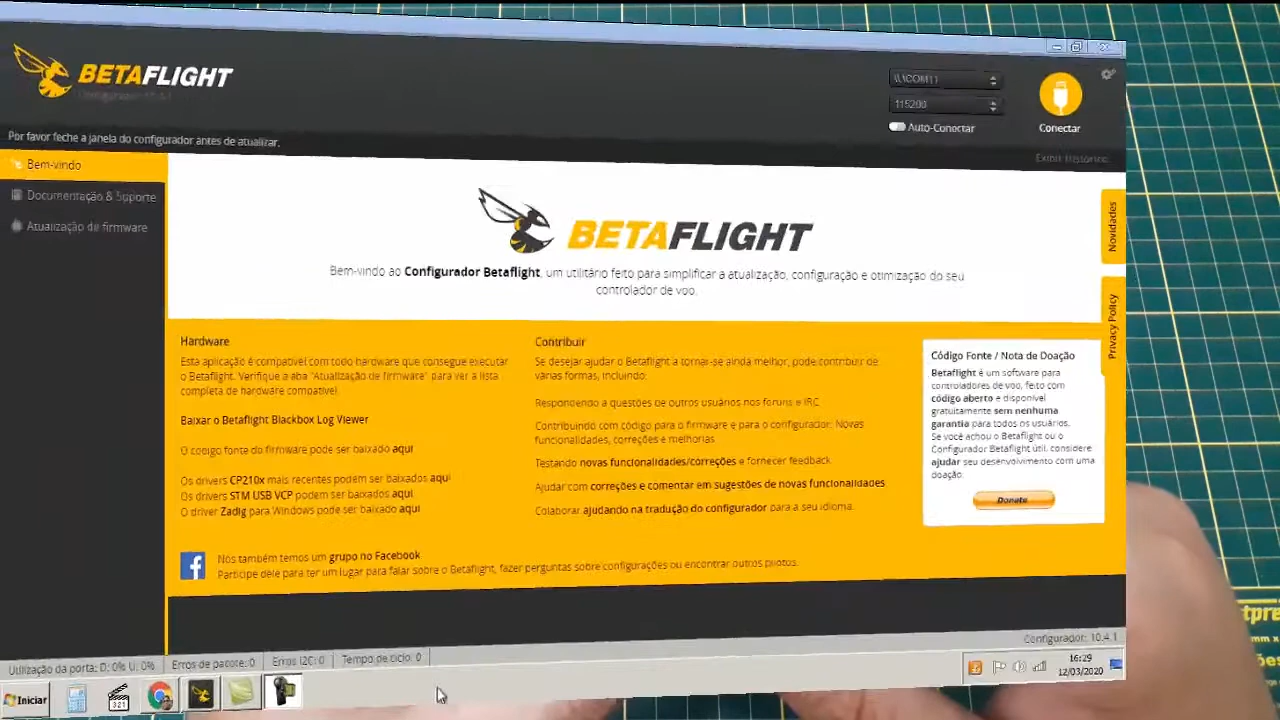 BETAFLIGHT
\\.\COM11
115200
Auto-Conectar
Conectar
Por favor feche a janela do configurador antes de atualizar.
Exibir Histórico
Bem-vindo
Documentação & Suporte
Atualização de firmware
BETAFLIGHT
Bem-vindo ao Configurador Betaflight, um utilitário feito para simplificar a atualização, configuração e otimização do seu
controlador de voo.
Novidades
Privacy Policy
Hardware
Esta aplicação é compatível com todo hardware que consegue executar
o Betaflight. Verifique a aba "Atualização de firmware" para ver a lista
completa de hardware compatível.
Baixar o Betaflight Blackbox Log Viewer
O código fonte do firmware pode ser baixado aqui
Os drivers CP210x mais recentes podem ser baixados aqui
Os drivers STM USB VCP podem ser baixados aqui
O driver Zadig para Windows pode ser baixado aqui
Contribuir
Se desejar ajudar o Betaflight a tornar-se ainda melhor, pode contribuir de
várias formas, incluindo:
Respondendo a questões de outros usuários nos foruns e IRC
Contribuindo com código para o firmware e para o configurador: Novas
funcionalidades, correções e melhorias
Testando novas funcionalidades/correções e fornecer feedback
Ajudar com correções e comentar em sugestões de novas funcionalidades
Colaborar ajudando na tradução do configurador para a seu idioma.
Código Fonte / Nota de Doação
Betaflight é um software para
controladores de voo, feito com
código aberto e disponível
gratuitamente sem nenhuma
garantia para todos os usuários.
Se você achou o Betaflight ou o
Configurador Betaflight útil, considere
ajudar seu desenvolvimento com uma
doação.
Donate
Nós também temos um grupo no Facebook
Participe dele para ter um lugar para falar sobre o Betaflight, fazer perguntas sobre configurações ou encontrar outros pilotos.
Configurador: 10.4.1
Utilização da porta: D: 0% U: 0%
Erros de pacote: 0
Erros I2C: 0
Tempo de ciclo: 0
Iniciar
321
16:29
12/03/2020